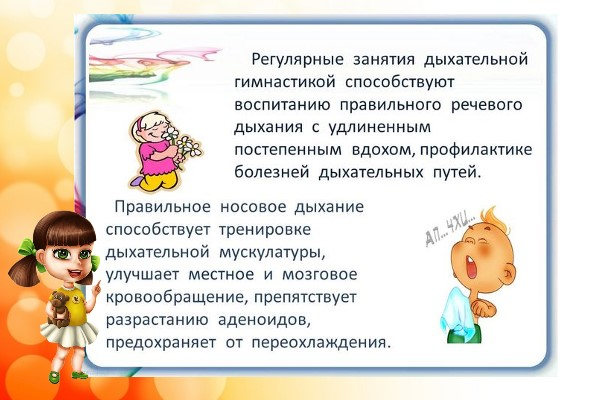 Регулярные занятия дыхательной
гимнастикой способствуют
воспитанию правильного речевого
дыхания с удлиненным
постепенным вдохом, профилактике
болезней дыхательных путей.
Правильное носовое дыхание
способствует тренировке
дыхательной мускулатуры,
улучшает местное и мозговое
кровообращение, препятствует
разрастанию аденоидов,
предохраняет от переохлаждения.
АП...ЧХИ...